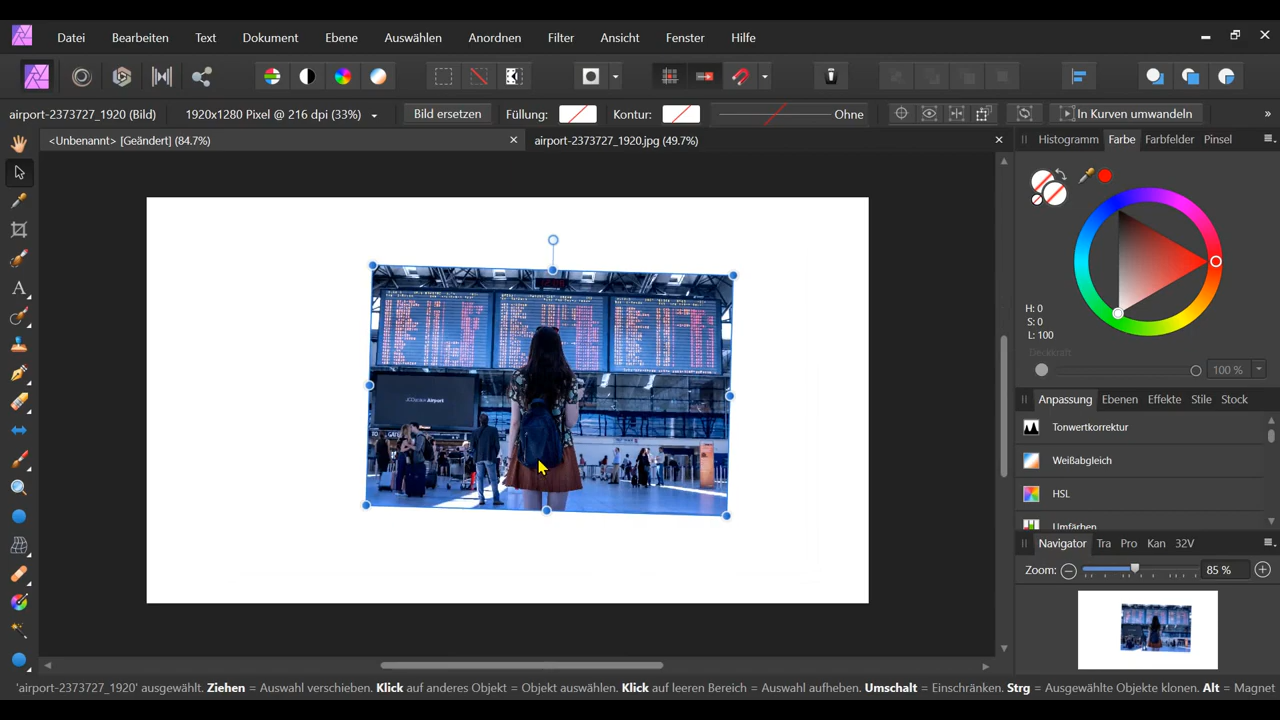 Datei Bearbeiten Text Dokument Ebene Auswählen Anordnen Filter Ansicht Fenster Hilfe
airport-2373727_1920 (Bild) 1920x1280 Pixel @ 216 dpi (33%) Bild ersetzen Füllung: Kontur: Ohne In Kurven umwandeln »
<Unbenannt> [Geändert] (84.7%) airport-2373727_1920.jpg (49.7%)
Histogramm Farbe Farbfelder Pinsel
H: 0
S: 0
L: 100
Deckkraft
100 %
Anpassung Ebenen Effekte Stile Stock
Tonwertkorrektur
Weißabgleich
HSL
Umfärben
Navigator Tra Pro Kan 32V
Zoom: 85 %
Airport
'airport-2373727_1920' ausgewählt. Ziehen = Auswahl verschieben. Klick auf anderes Objekt = Objekt auswählen. Klick auf leeren Bereich = Auswahl aufheben. Umschalt = Einschränken. Strg = Ausgewählte Objekte klonen. Alt = Magnet